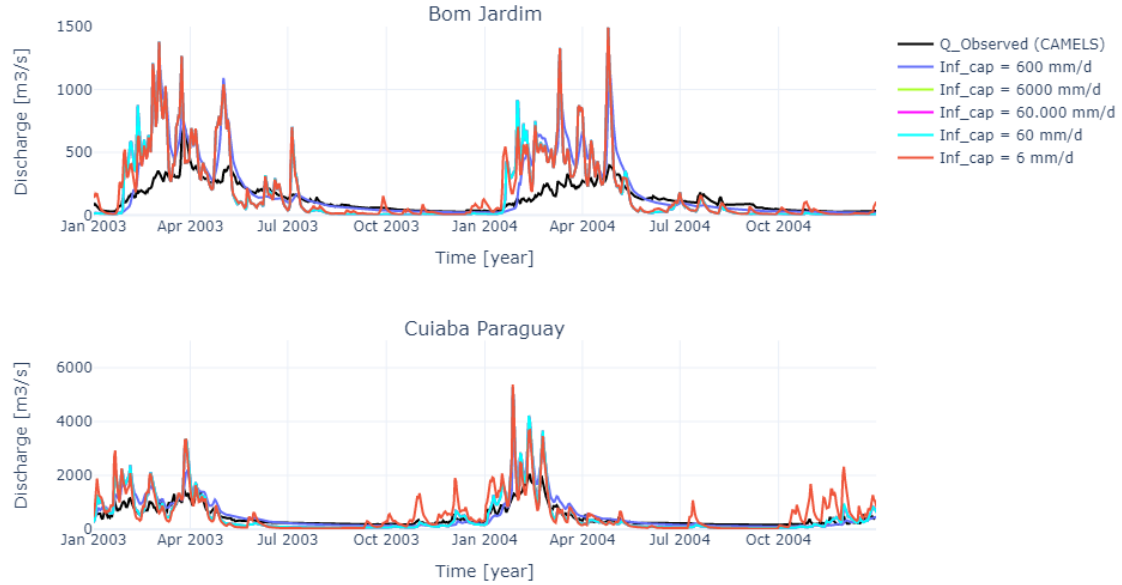 Bom Jardim
Discharge [m3/s]
1500
1000
500
0
Jan 2003 Apr 2003 Jul 2003 Oct 2003 Jan 2004 Apr 2004 Jul 2004 Oct 2004
Time [year]
Q_Observed (CAMELS)
Inf_cap = 600 mm/d
Inf_cap = 6000 mm/d
Inf_cap = 60.000 mm/d
Inf_cap = 60 mm/d
Inf_cap = 6 mm/d
Cuiaba Paraguay
Discharge [m3/s]
6000
4000
2000
0
Jan 2003 Apr 2003 Jul 2003 Oct 2003 Jan 2004 Apr 2004 Jul 2004 Oct 2004
Time [year]